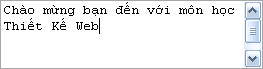 Chào mừng bạn đến với môn học
Thiết Kế Web